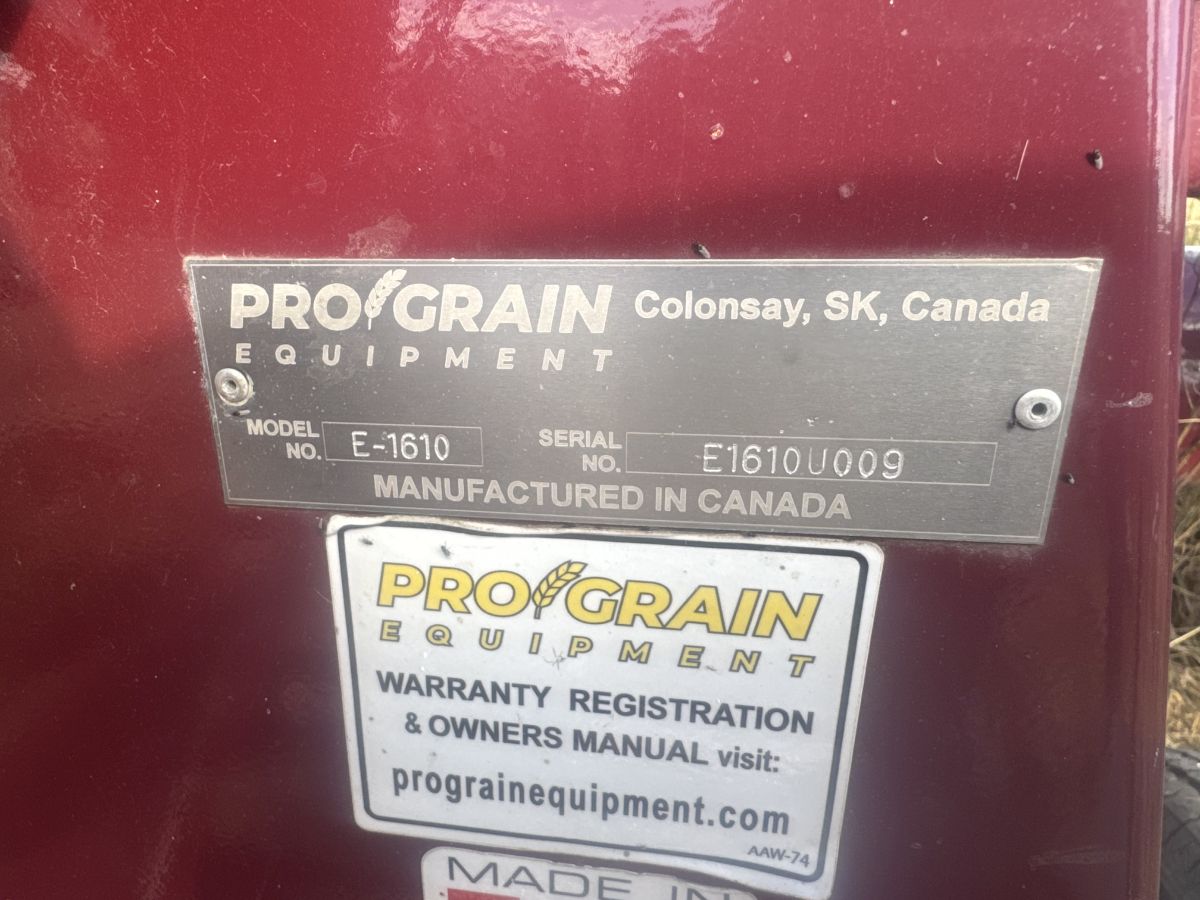 PRO GRAIN Colonsay, SK, Canada
EQUIPMENT
MODEL NO. E-1610 SERIAL NO. E1610U009
MANUFACTURED IN CANADA
PRO GRAIN
EQUIPMENT
WARRANTY REGISTRATION
& OWNERS MANUAL visit:
prograinequipment.com
AAW-74
MADE IN